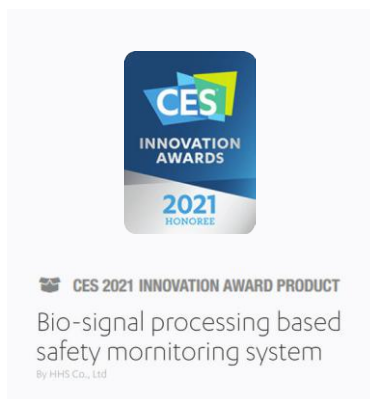 CES
INNOVATION
AWARDS
2021
HONOREE
CES 2021 INNOVATION AWARD PRODUCT
Bio-signal processing based
safety mornitoring system
By HHS Co., Ltd